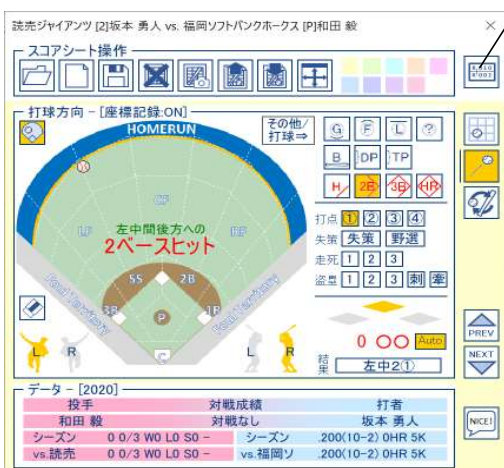 読売ジャイアンツ [2]坂本 勇人 vs. 福岡ソフトバンクホークス [P]和田 毅
×
スコアシート操作
打球方向 - [座標記録:ON]
HOMERUN
その他/
打球⇒
G F L ?
B DP TP
H 2B 3B HR
CF
LF RF
左中間後方への
2ベースヒット
打点 ① ② ③ ④
失策 失策 野選
走死 1 2 3
盗塁 1 2 3 刺 牽
SS 2B
3B 1B
P
C
Foul Territory
Foul Territory
L R
L R
0 Auto
結果 左中2①
PREV
NEXT
データ - [2020]
投手 対戦成績 打者
和田 毅 対戦なし 坂本 勇人
シーズン 0 0/3 W0 L0 S0 - シーズン .200(10-2) 0HR 5K
vs.読売 0 0/3 W0 L0 S0 - vs.福岡ソ .200(10-2) 0HR 5K
NICE!